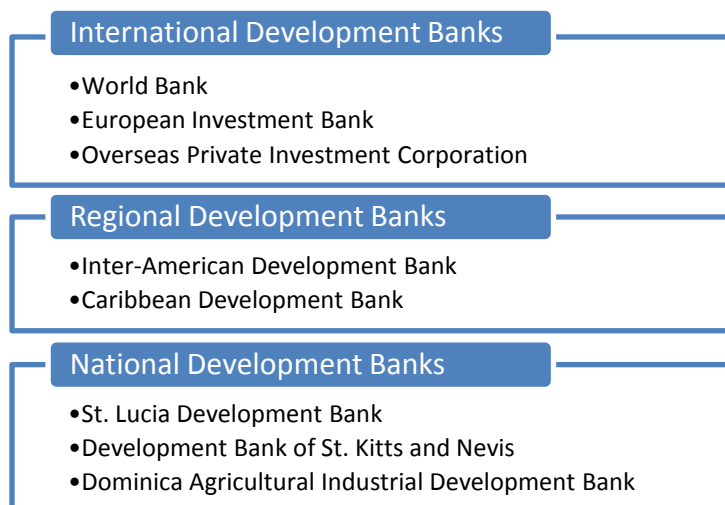 International Development Banks
•World Bank
•European Investment Bank
•Overseas Private Investment Corporation
Regional Development Banks
•Inter-American Development Bank
•Caribbean Development Bank
National Development Banks
•St. Lucia Development Bank
•Development Bank of St. Kitts and Nevis
•Dominica Agricultural Industrial Development Bank